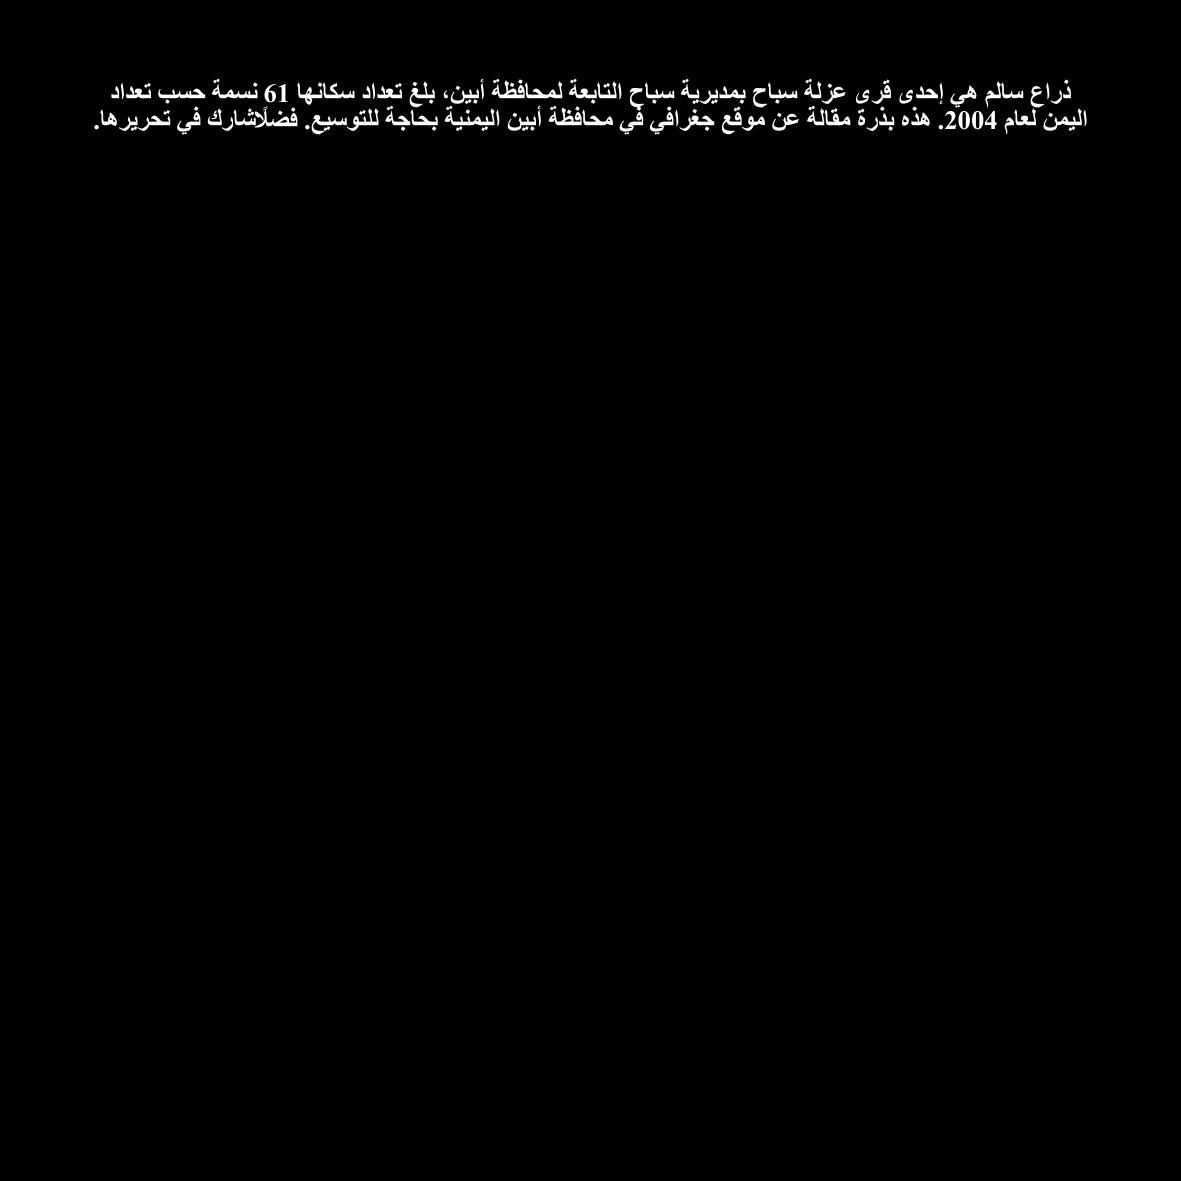 ذراع سالم هي إحدى قرى عزلة سباح بمديرية سباح التابعة لمحافظة أبين، بلغ تعداد سكانها 61 نسمة حسب تعداد
اليمن لعام 2004. هذه بذرة مقالة عن موقع جغرافي في محافظة أبين اليمنية بحاجة للتوسيع. فضلًاشارك في تحريرها.